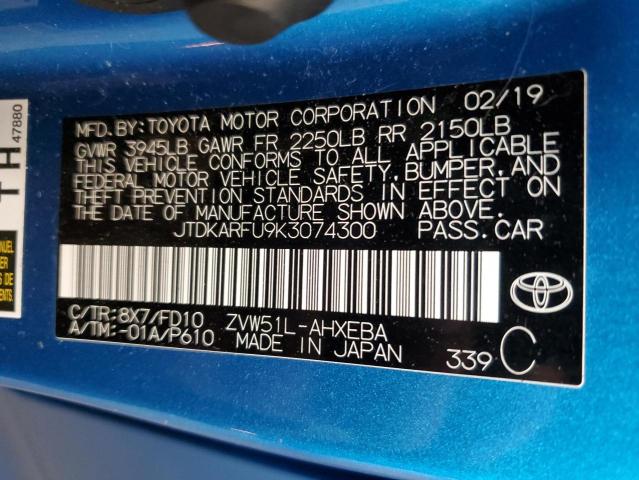 MFD. BY: TOYOTA MOTOR CORPORATION 02/19
GVWR 3945LB GAWR FR 2250LB RR 2150LB
THIS VEHICLE CONFORMS TO ALL APPLICABLE
FEDERAL MOTOR VEHICLE SAFETY, BUMPER, AND
THEFT PREVENTION STANDARDS IN EFFECT ON
THE DATE OF MANUFACTURE SHOWN ABOVE.
JTDKARFU9K3074300 PASS. CAR
C/TR: 8X7/FD10 ZVW51L-AHXEBA
A/TM: -01A/P610 MADE IN JAPAN 339 C
47880